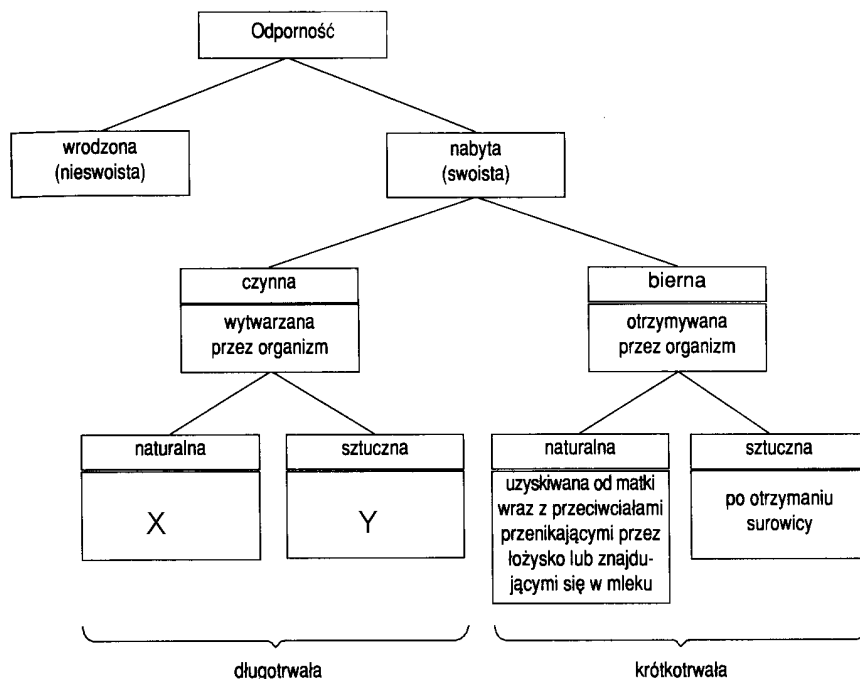 Odporność
wrodzona
(nieswoista)
nabyta
(swoista)
czynna
wytwarzana
przez organizm
bierna
otrzymywana
przez organizm
naturalna
X
sztuczna
Y
naturalna
uzyskiwana od matki
wraz z przeciwciałami
przenikającymi przez
łożysko lub znajdu-
jącymi się w mleku
sztuczna
po otrzymaniu
surowicy
długotrwała
krótkotrwała